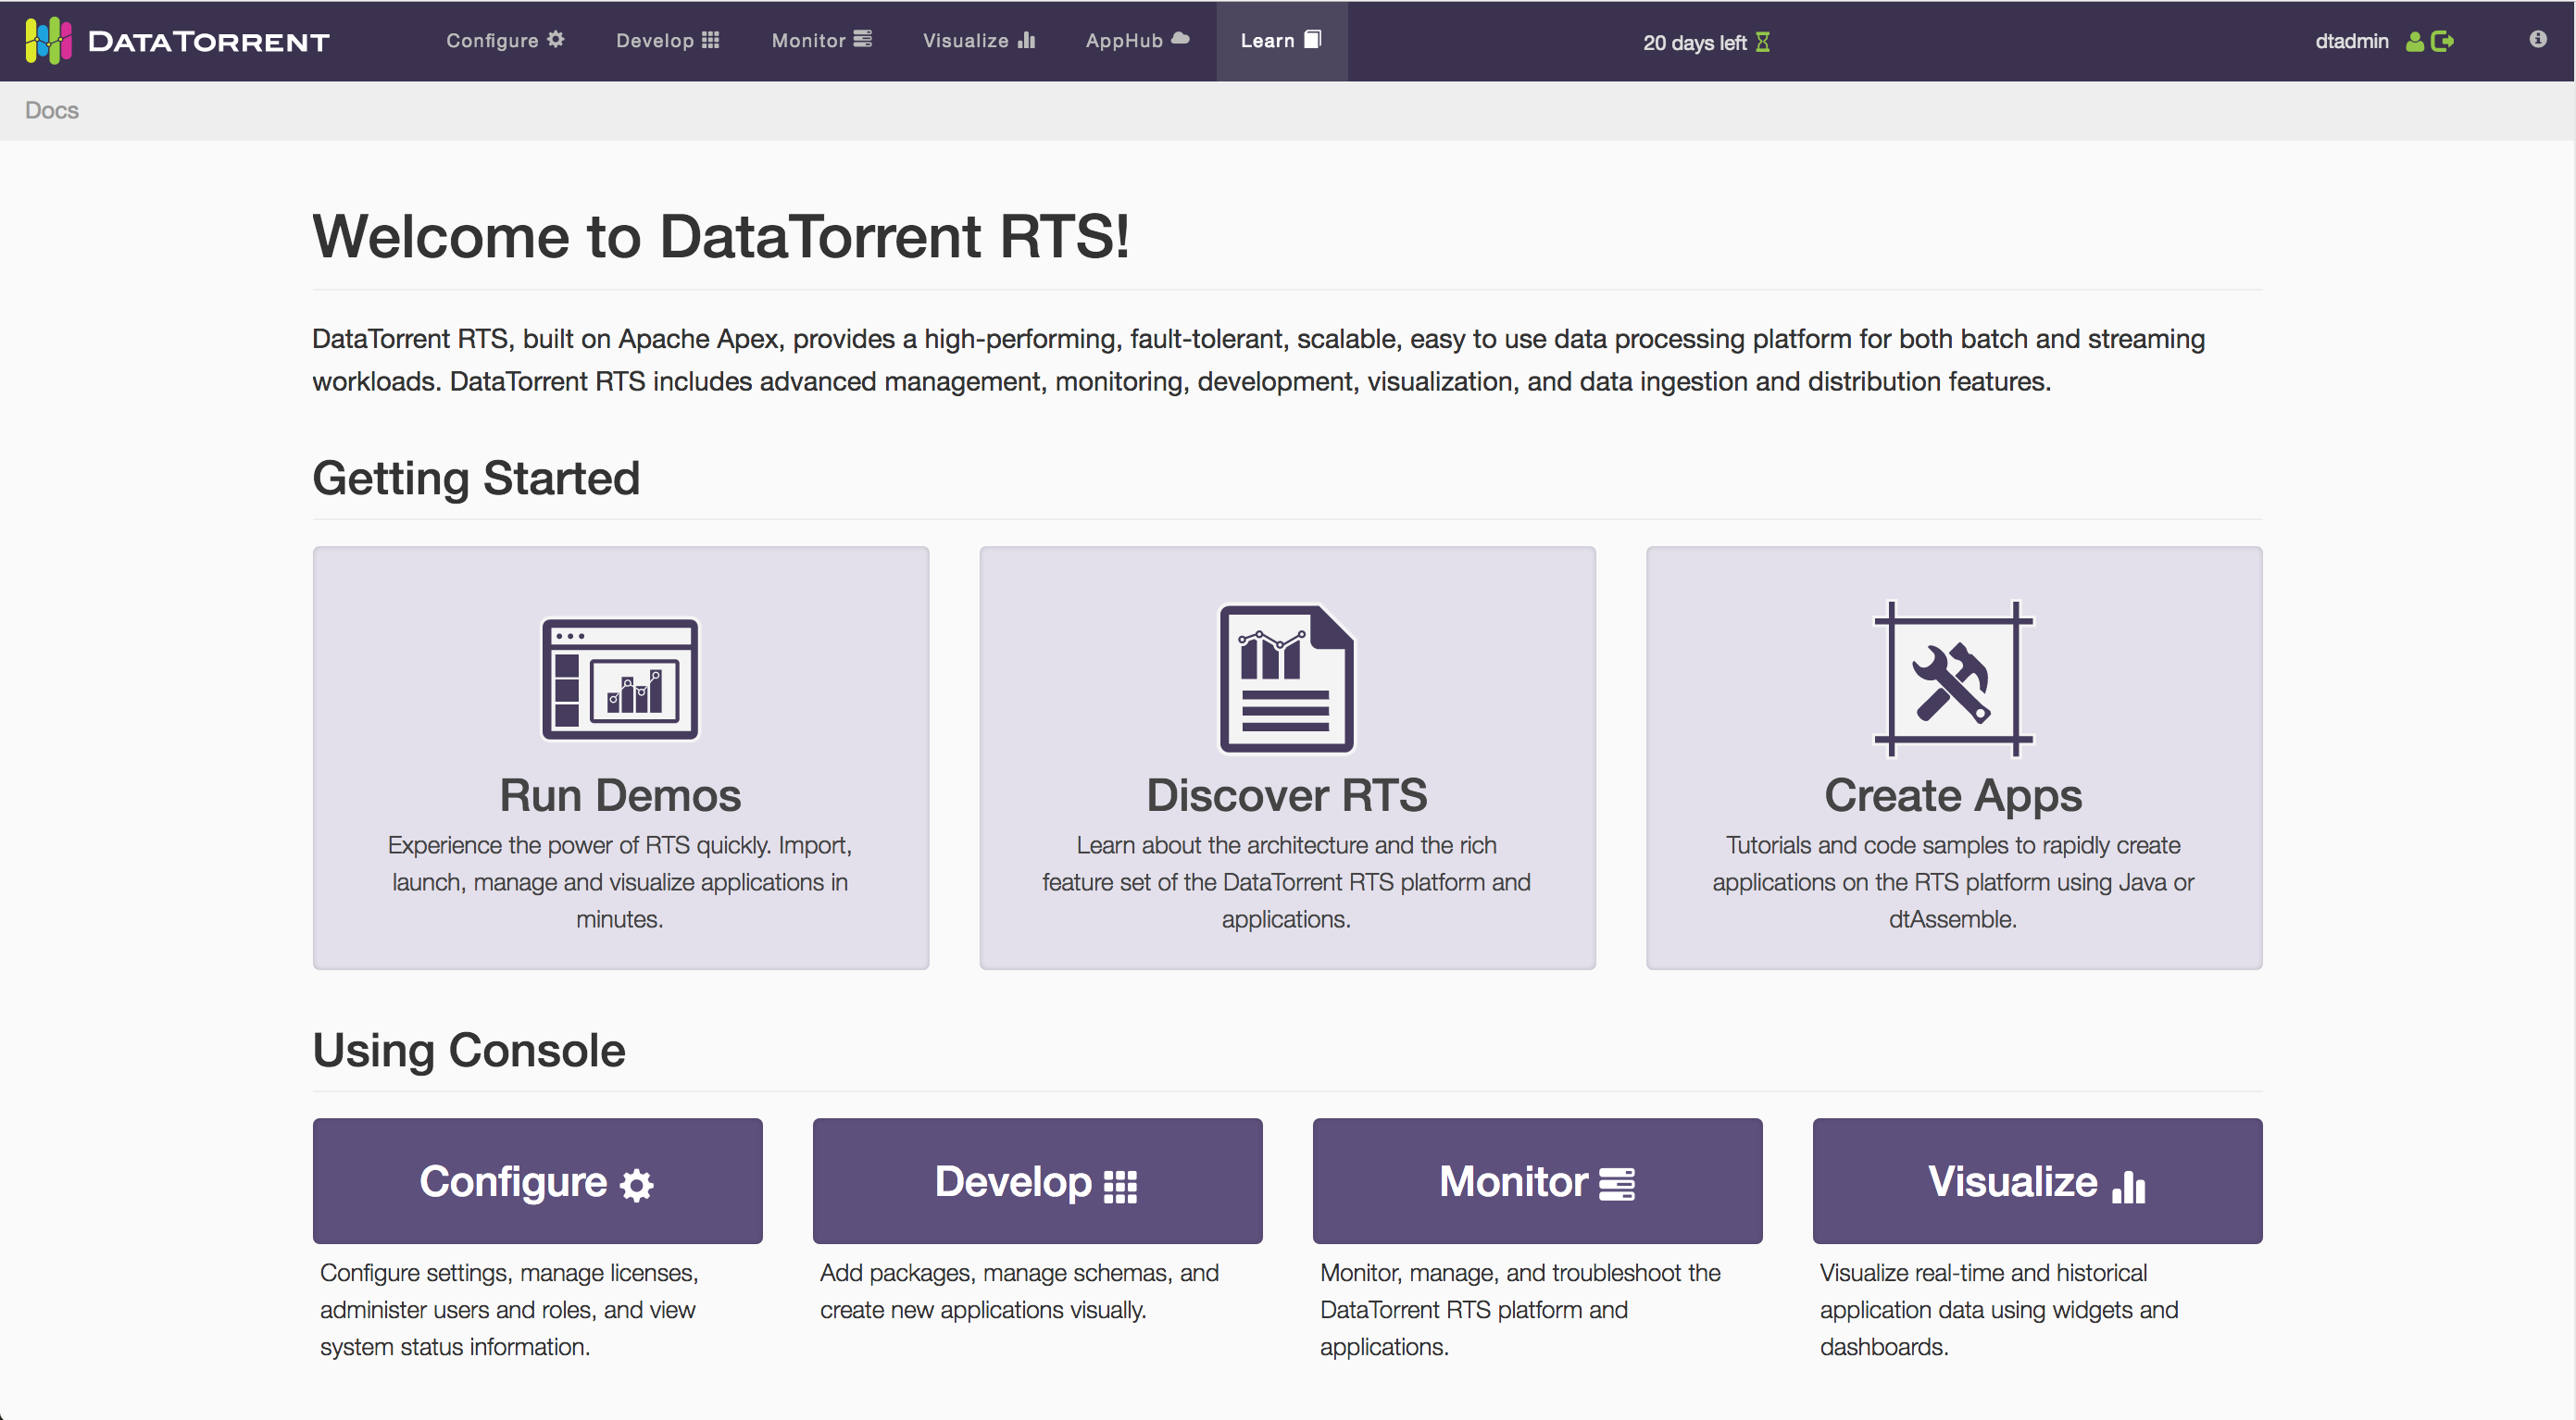 DATATORRENT
Configure
Develop
Monitor
Visualize
AppHub
Learn
20 days left
dtadmin
Docs
Welcome to DataTorrent RTS!
DataTorrent RTS, built on Apache Apex, provides a high-performing, fault-tolerant, scalable, easy to use data processing platform for both batch and streaming
workloads. DataTorrent RTS includes advanced management, monitoring, development, visualization, and data ingestion and distribution features.
Getting Started
Run Demos
Experience the power of RTS quickly. Import,
launch, manage and visualize applications in
minutes.
Discover RTS
Learn about the architecture and the rich
feature set of the DataTorrent RTS platform and
applications.
Create Apps
Tutorials and code samples to rapidly create
applications on the RTS platform using Java or
dtAssemble.
Using Console
Configure
Configure settings, manage licenses,
administer users and roles, and view
system status information.
Develop
Add packages, manage schemas, and
create new applications visually.
Monitor
Monitor, manage, and troubleshoot the
DataTorrent RTS platform and
applications.
Visualize
Visualize real-time and historical
application data using widgets and
dashboards.